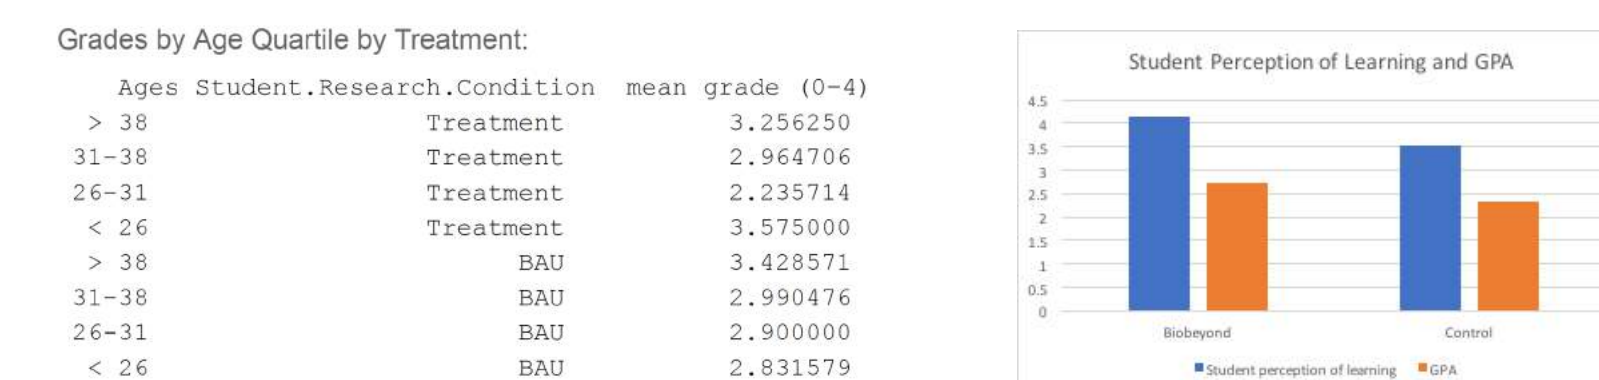 Grades by Age Quartile by Treatment:
Ages Student.Research.Condition mean grade (0-4)
> 38 Treatment 3.256250
31-38 Treatment 2.964706
26-31 Treatment 2.235714
< 26 Treatment 3.575000
> 38 BAU 3.428571
31-38 BAU 2.990476
26-31 BAU 2.900000
< 26 BAU 2.831579
Student Perception of Learning and GPA
4.5
4
3.5
3
2.5
2
1.5
1
0.5
0
Biobeyond Control
Student perception of learning GPA